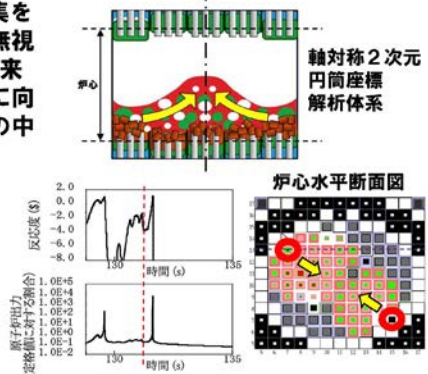 集を
無視
来
に向
の中
炉心
軸対称２次元
円筒座標
解析体系
炉心水平断面図
反応度 ($)
2.0
0.0
-2.0
-4.0
-6.0
-8.0
130
時間 (s)
135
原子炉出力
定格値に対する割合)
1.0E+5
1.0E+4
1.0E+3
1.0E+2
1.0E+1
1.0E+0
1.0E-1
1.0E-2
130
時間 (s)
135